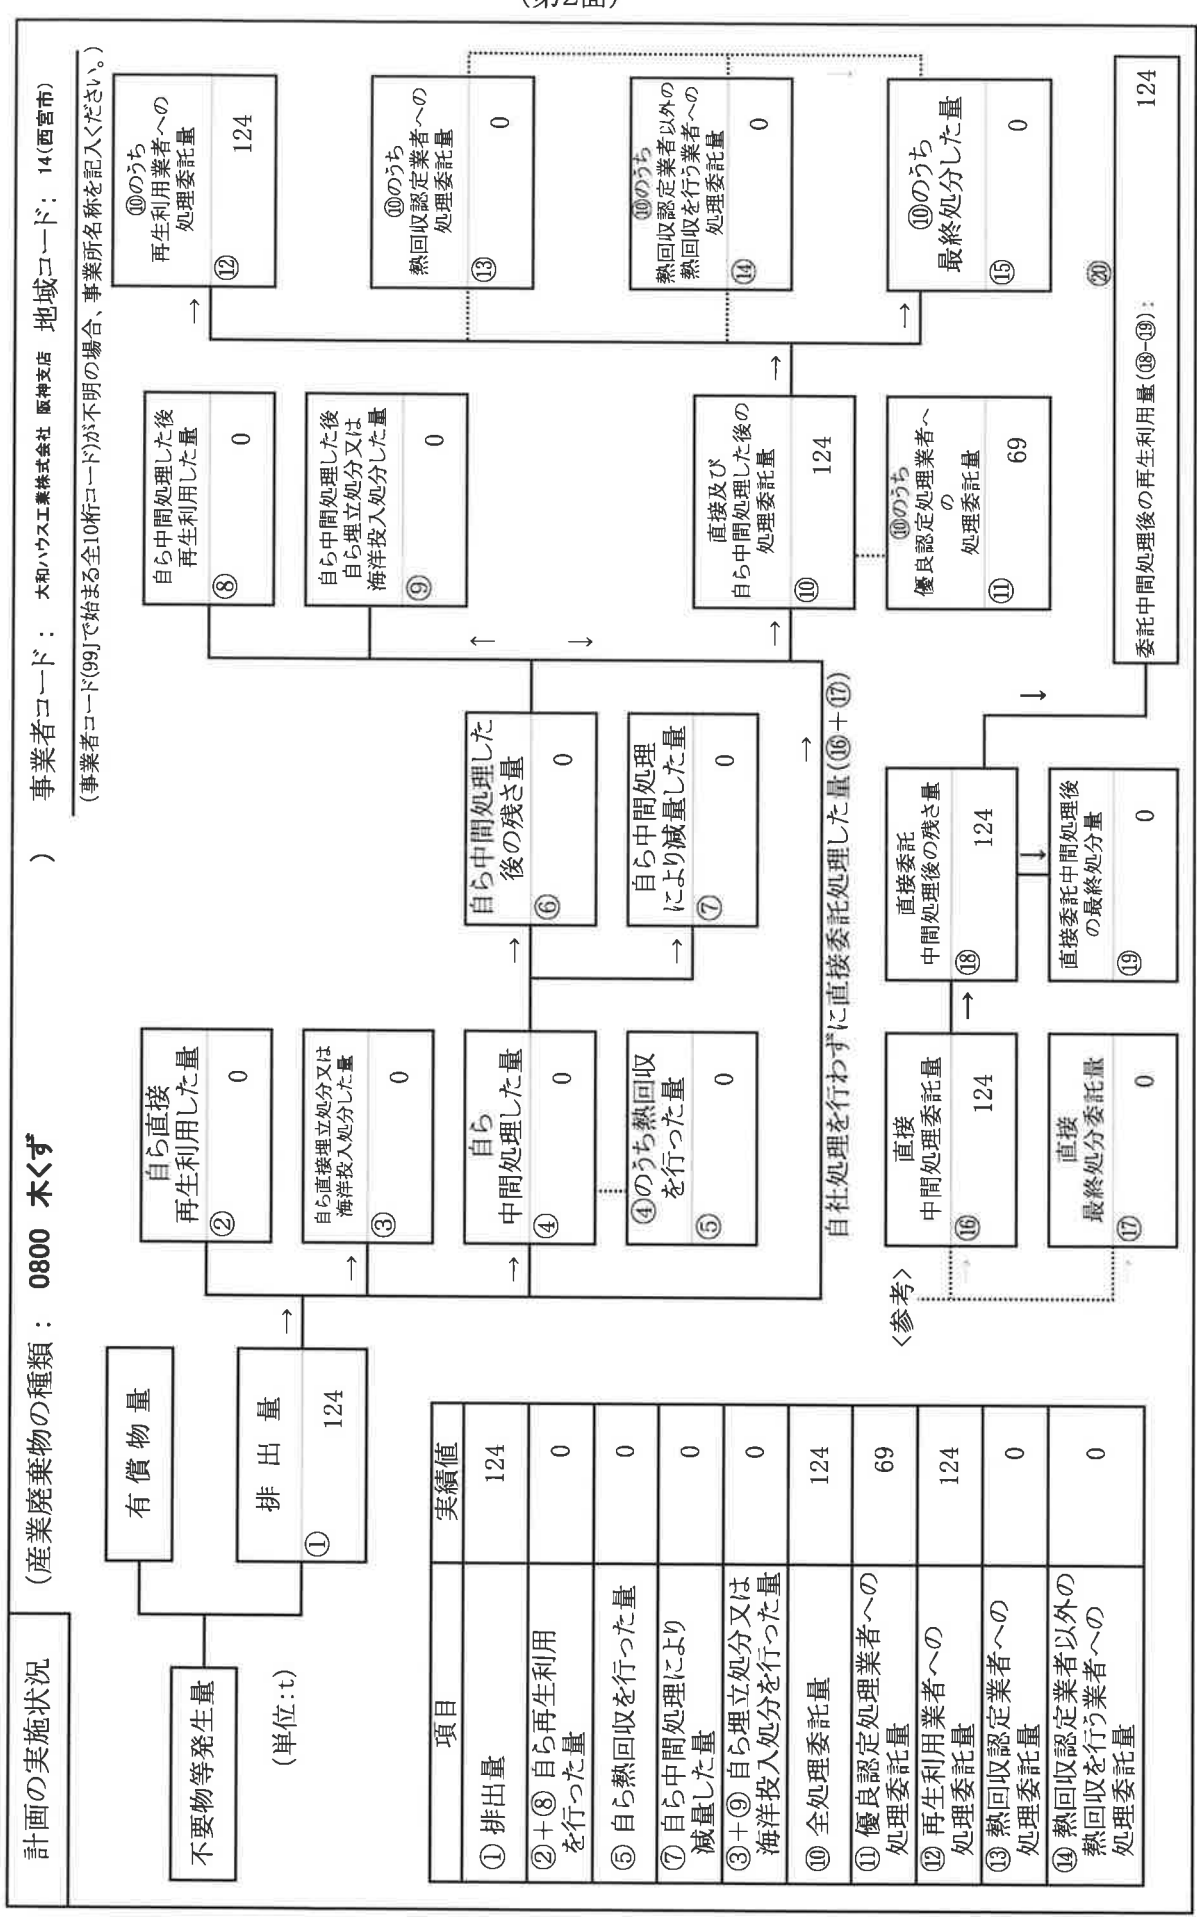 (第2面)
計画の実施状況
(産業廃棄物の種類: 0800 木くず )
事業者コード: 大和ハウス工業株式会社 阪神支店 地域コード: 14(西宮市)
(事業者コード(「99」で始まる全10桁コード)が不明の場合、事業所名称を記入ください。)
不要物等発生量
(単位:t)
有償物量
排出量
① 124
→
自ら直接
再生利用した量
② 0
→
自ら直接埋立処分又は
海洋投入処分した量
③ 0
→
自ら
中間処理した量
④ 0
④のうち熱回収
を行った量
⑤ 0
→
自ら中間処理した
後の残さ量
⑥ 0
→
自ら中間処理
により減量した量
⑦ 0
自ら中間処理した後
再生利用した量
⑧ 0
自ら中間処理した後
自ら埋立処分又は
海洋投入処分した量
⑨ 0
→
自社処理を行わずに直接委託処理した量(⑯+⑰)
直接及び
自ら中間処理した後の
処理委託量
⑩ 124
⑩のうち
優良認定処理業者へ
の
処理委託量
⑪ 69
⑩のうち
再生利用業者への
処理委託量
⑫ 124
⑩のうち
熱回収認定業者への
処理委託量
⑬ 0
⑩のうち
熱回収認定業者以外の
熱回収を行う業者への
処理委託量
⑭ 0
⑩のうち
最終処分した量
⑮ 0
<参考>
直接
中間処理委託量
⑯ 124
直接
最終処分委託量
⑰ 0
→
直接委託
中間処理後の残さ量
⑱ 124
直接委託中間処理後
の最終処分量
⑲ 0
⑳
委託中間処理後の再生利用量(⑱-⑲): 124
項目 実績値
①排出量 124
②+⑧自ら再生利用
を行った量 0
⑤自ら熱回収を行った量 0
⑦自ら中間処理により
減量した量 0
③+⑨自ら埋立処分又は
海洋投入処分を行った量 0
⑩全処理委託量 124
⑪優良認定処理業者への
処理委託量 69
⑫再生利用業者への
処理委託量 124
⑬熱回収認定業者への
処理委託量 0
⑭熱回収認定業者以外の
熱回収を行う業者への
処理委託量 0